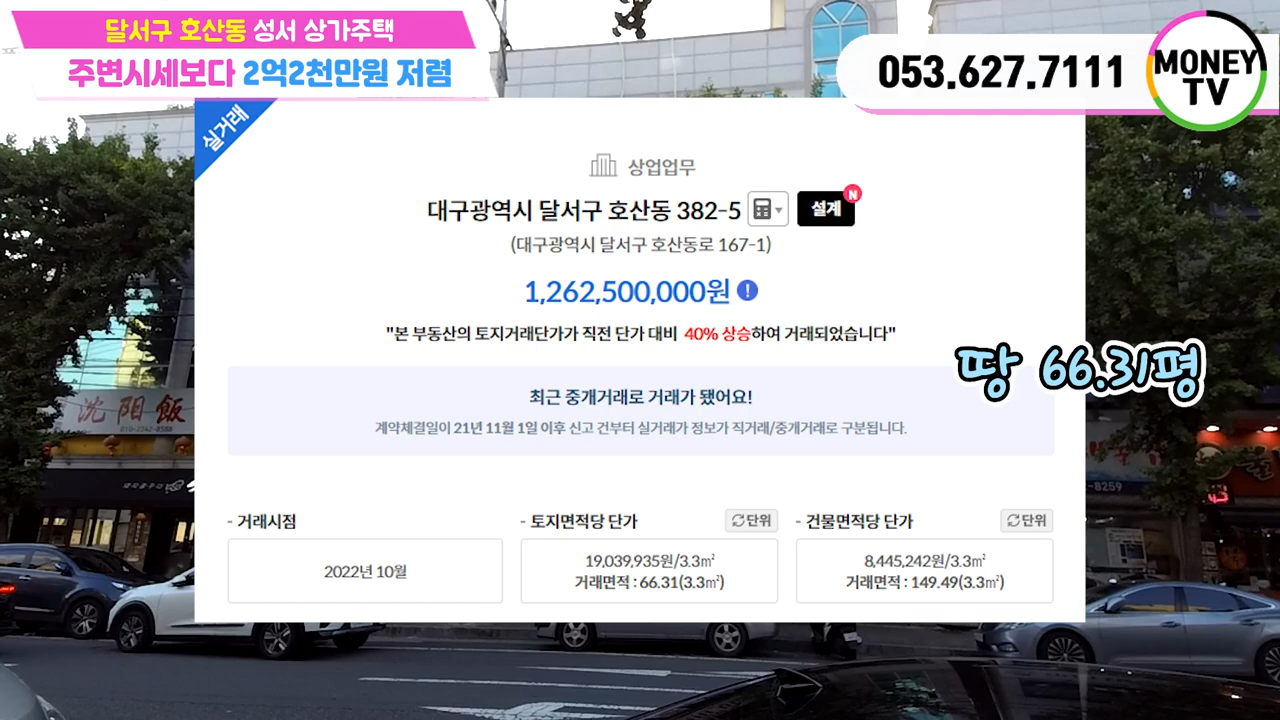 달서구 호산동 성서 상가주택
주변시세보다 2억2천만원 저렴
053.627.7111
MONEY
TV
실거래
상업업무
대구광역시 달서구 호산동 382-5
설계
N
(대구광역시 달서구 호산동로 167-1)
1,262,500,000원
"본 부동산의 토지거래단가가 직전 단가 대비 40% 상승하여 거래되었습니다"
땅 66.31평
최근 중개거래로 거래가 됐어요!
계약체결일이 21년 11월 1일 이후 신고 건부터 실거래가 정보가 직거래/중개거래로 구분됩니다.
- 거래시점
2022년 10월
- 토지면적당 단가
단위
19,039,935원/3.3㎡
거래면적 : 66.31(3.3㎡)
- 건물면적당 단가
단위
8,445,242원/3.3㎡
거래면적 : 149.49(3.3㎡)
沈阳飯
-8259